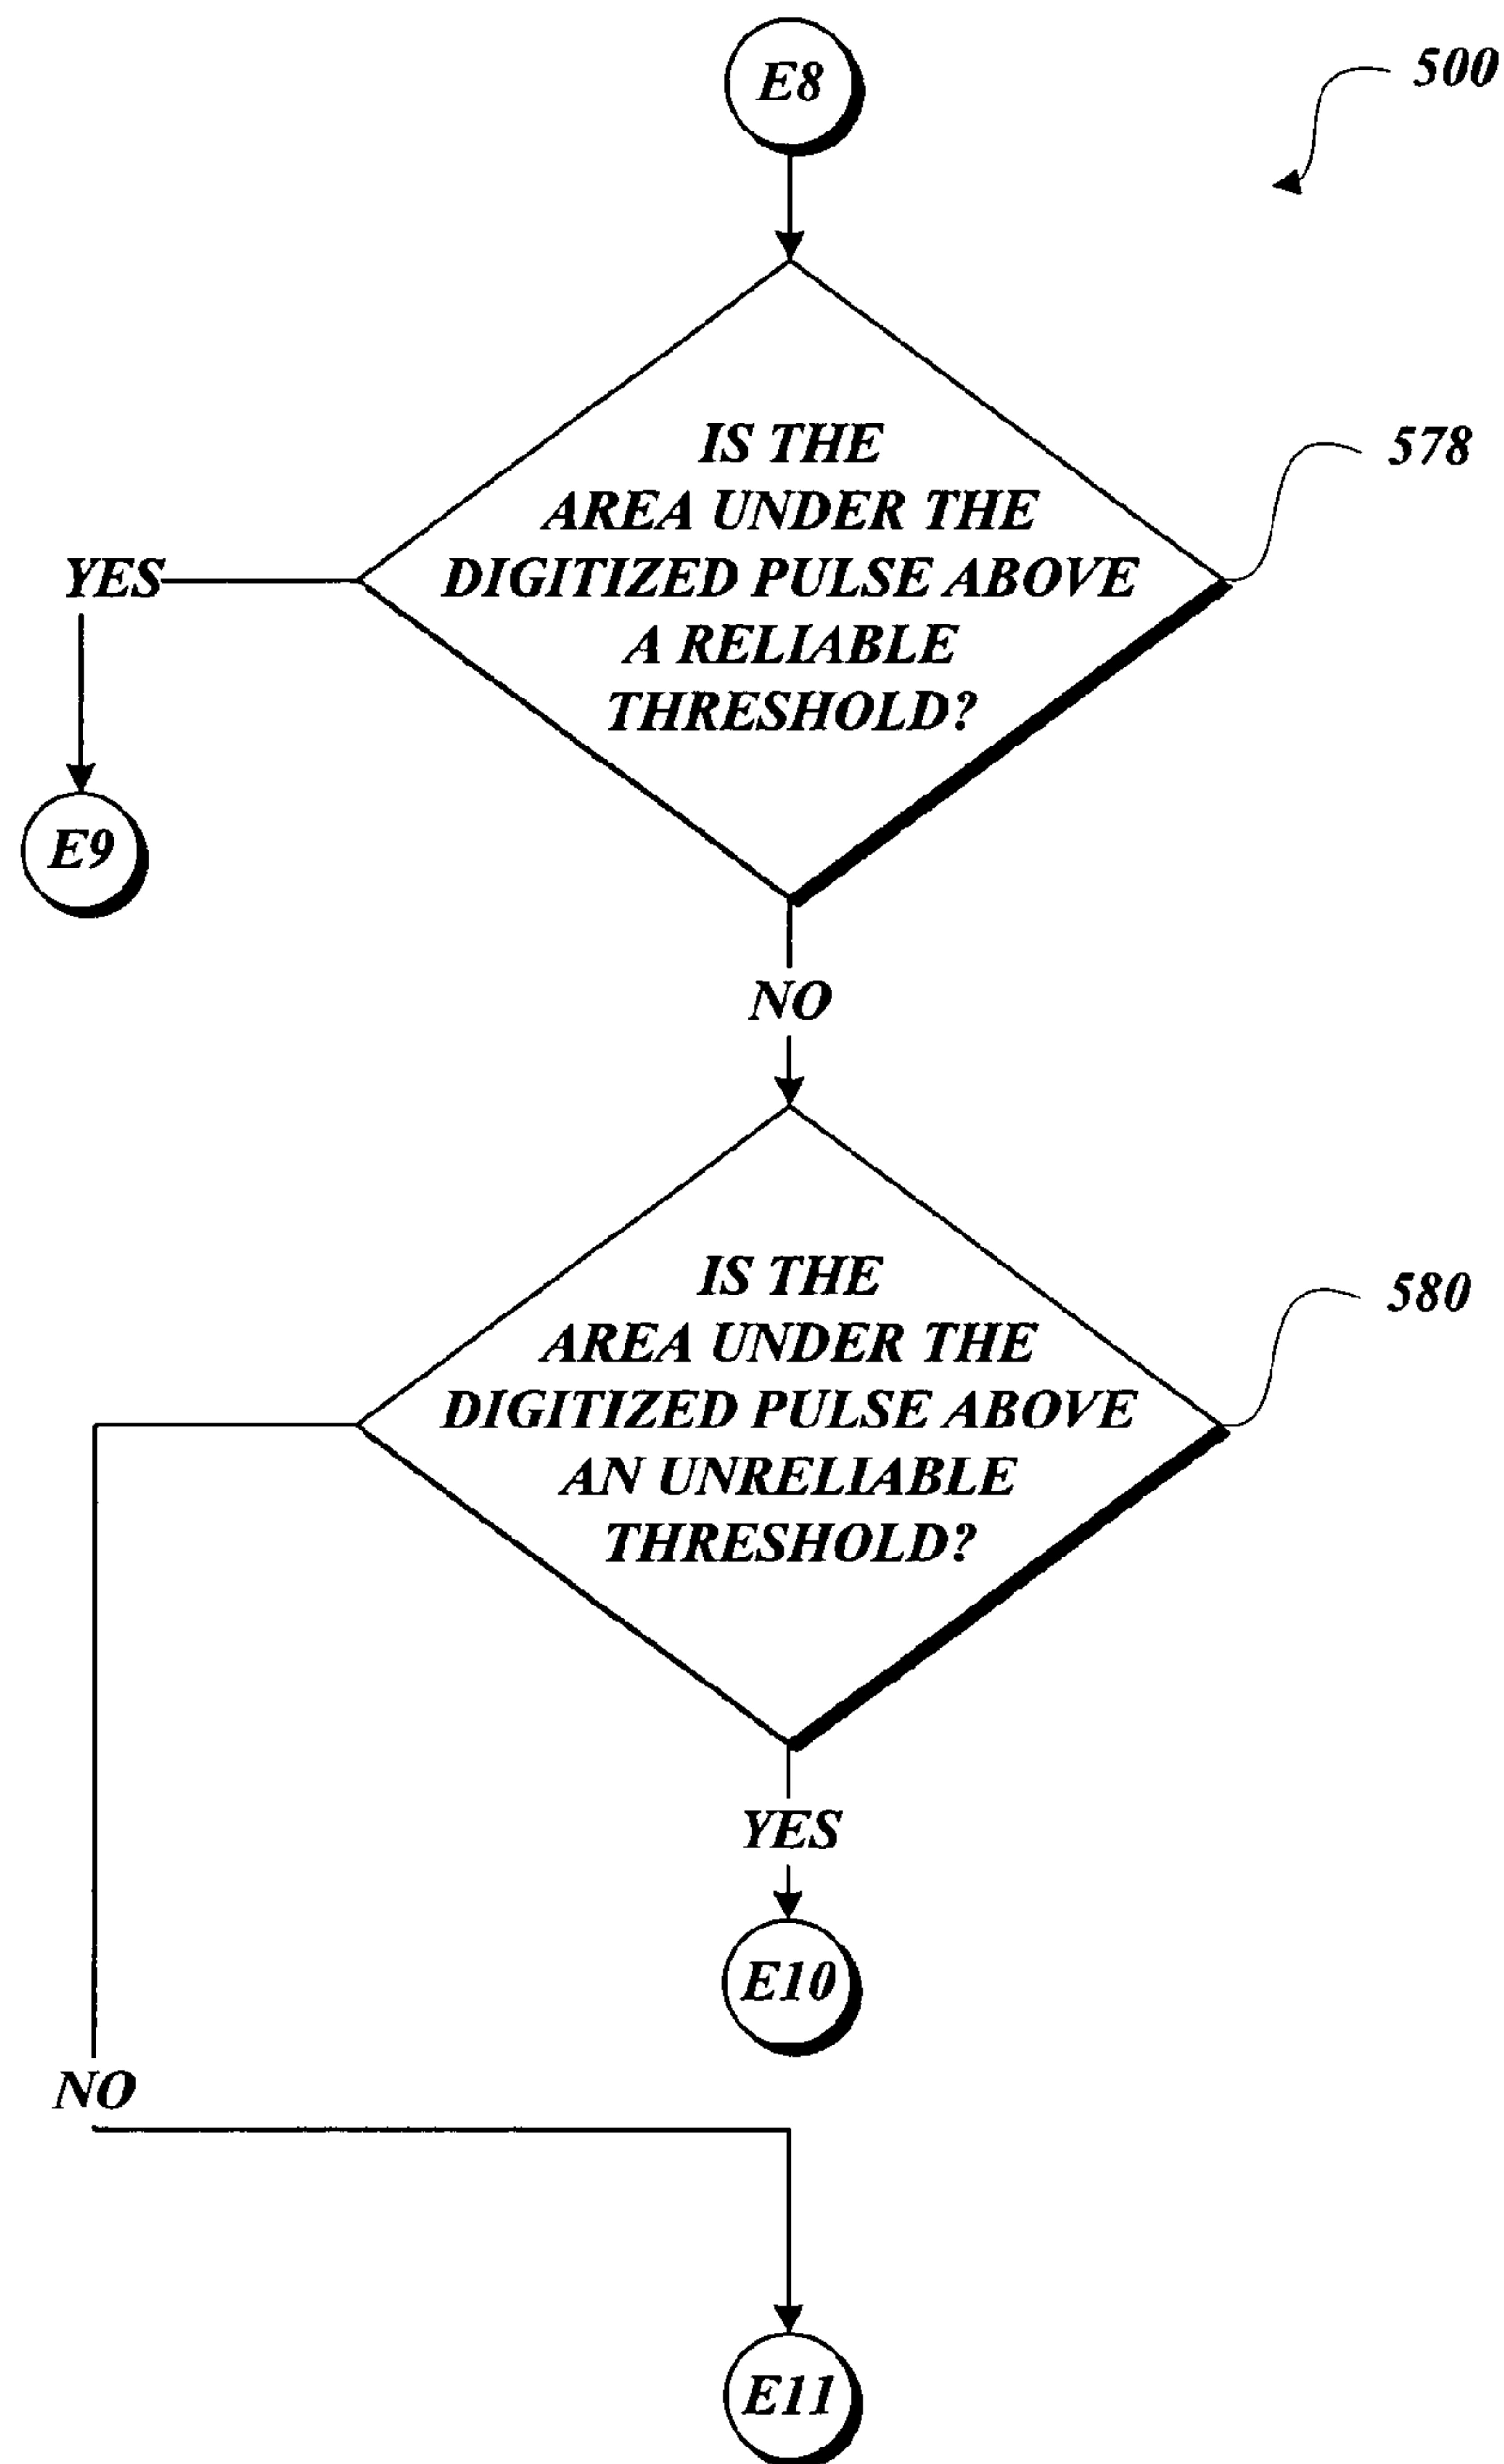 E8
500
IS THE
AREA UNDER THE
DIGITIZED PULSE ABOVE
A RELIABLE
THRESHOLD?
578
YES
E9
NO
IS THE
AREA UNDER THE
DIGITIZED PULSE ABOVE
AN UNRELIABLE
THRESHOLD?
580
YES
E10
NO
E11